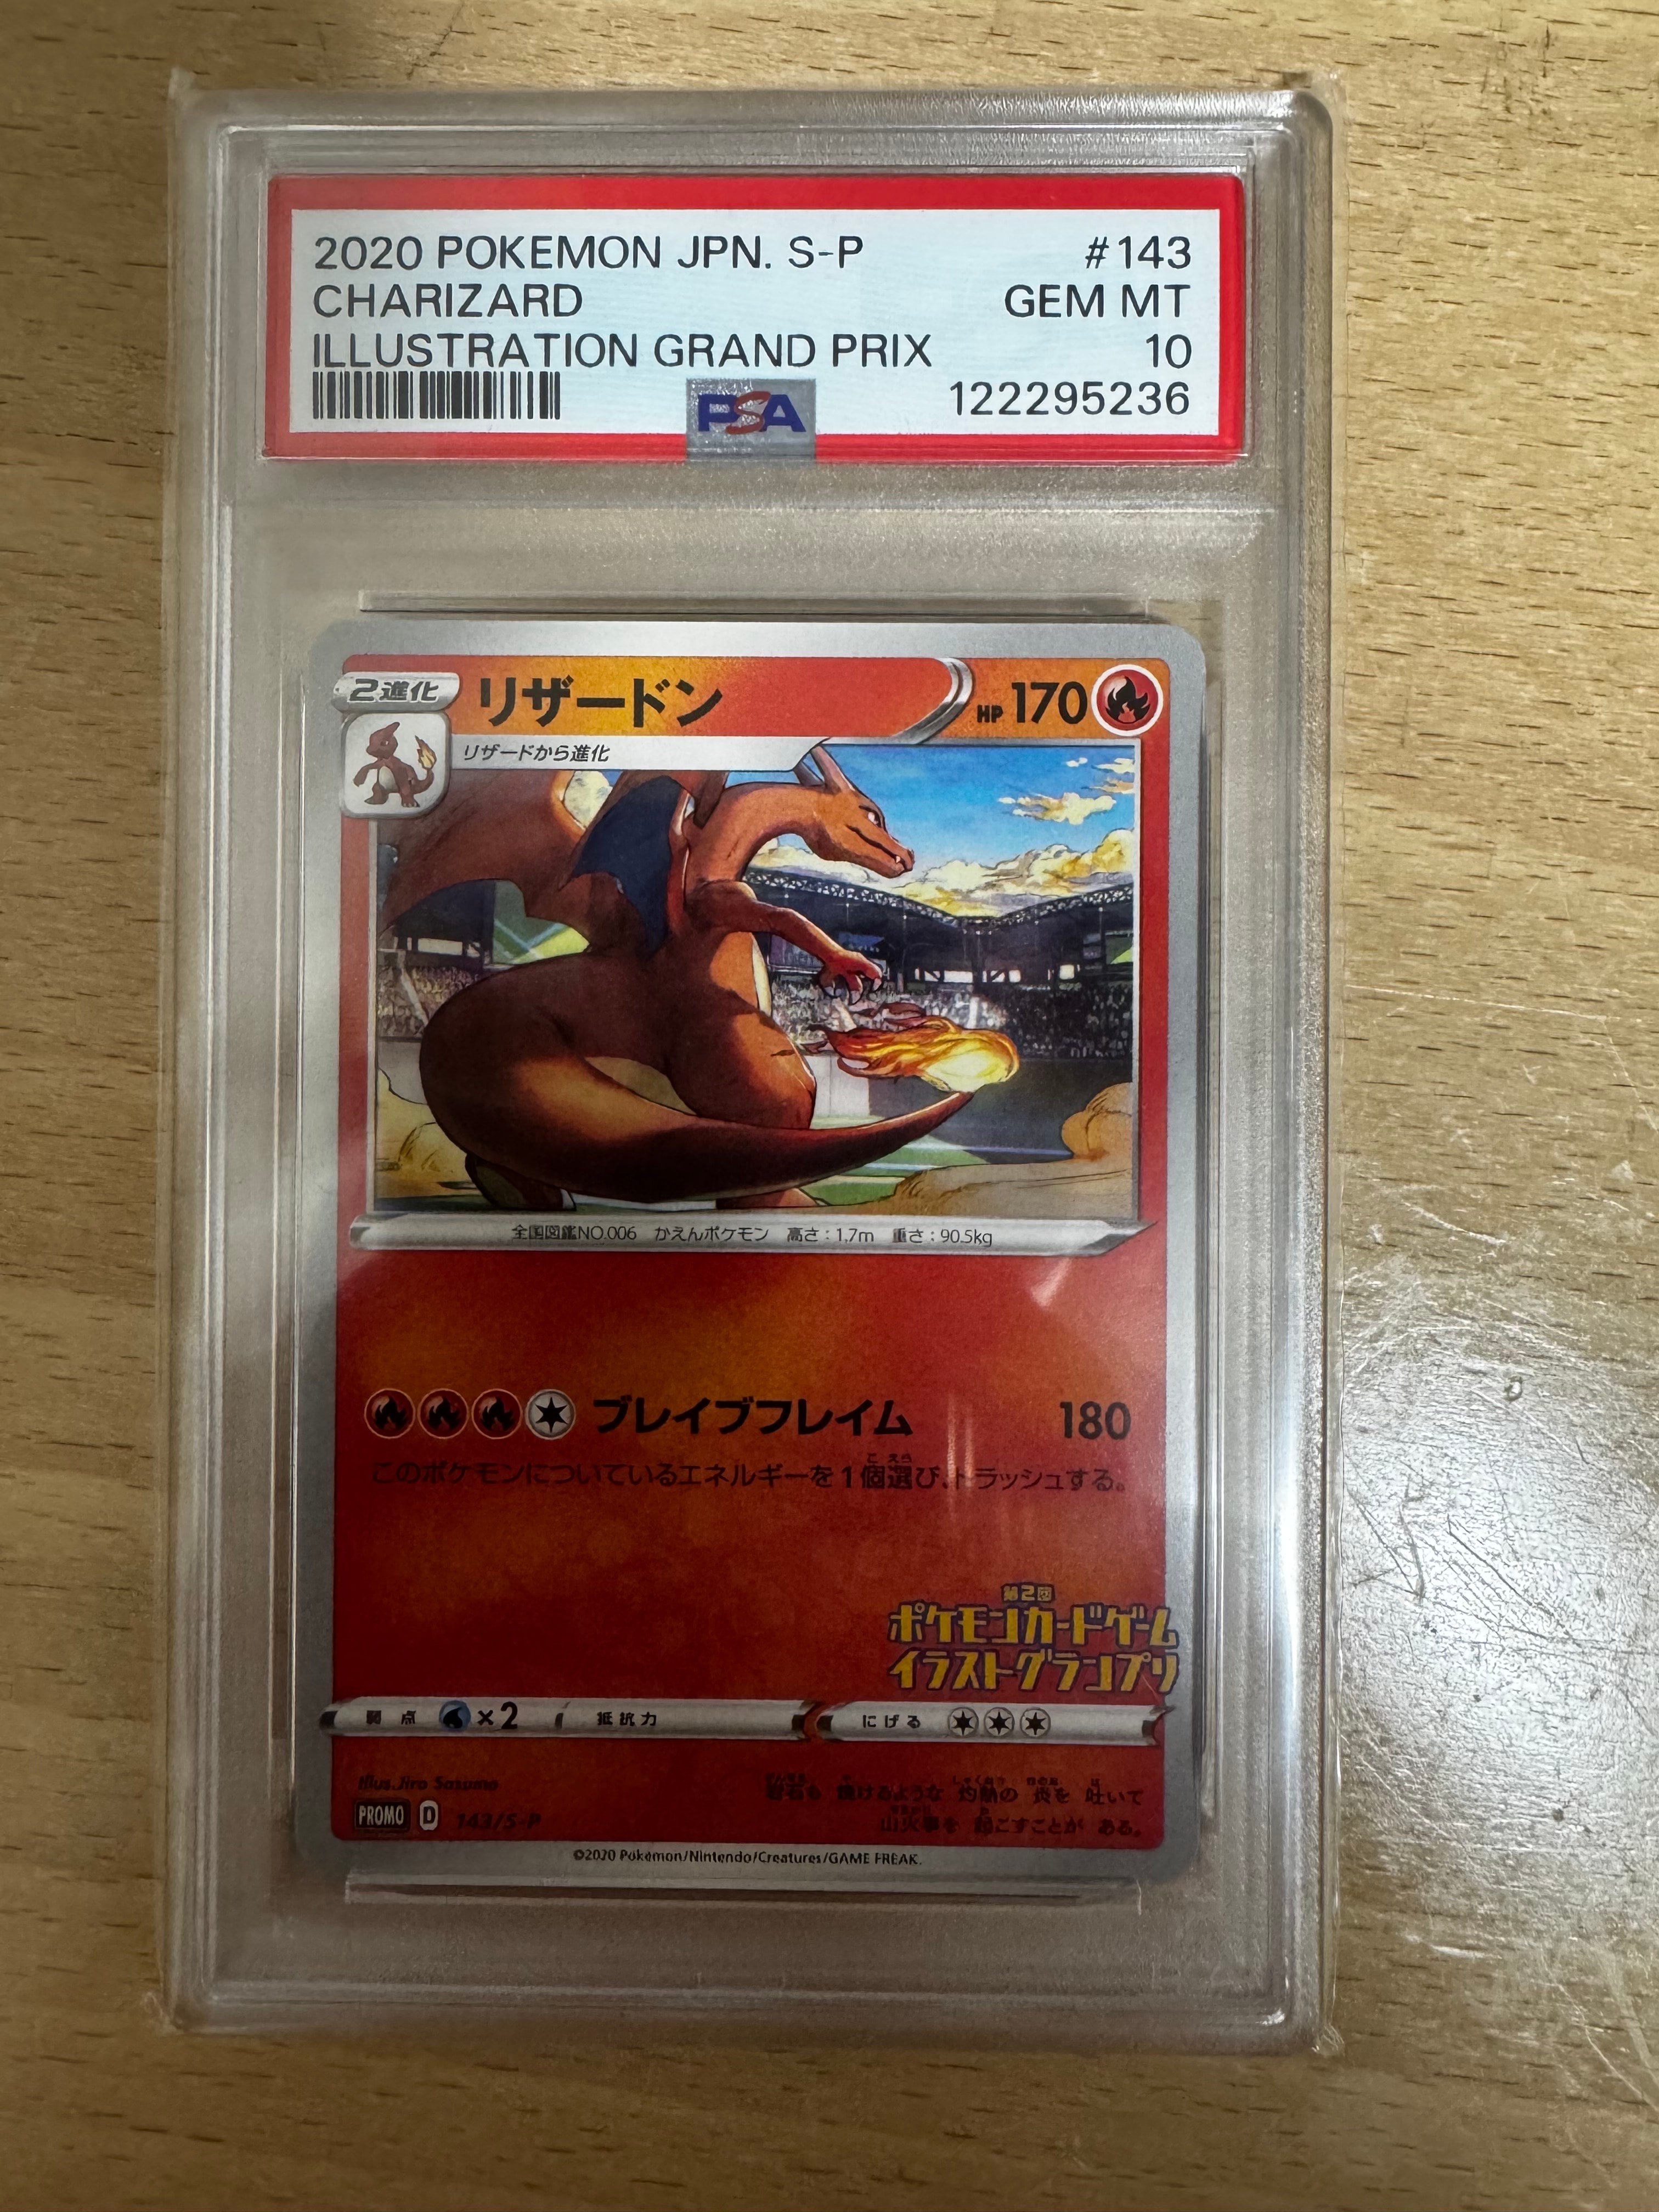 2020 POKEMON JPN. S-P #143
CHARIZARD GEM MT
ILLUSTRATION GRAND PRIX 10
PSA 122295236
2進化 リザードン HP 170
リザードから進化
全国図鑑NO.006 かえんポケモン 高さ:1.7m 重さ:90.5kg
ブレイブフレイム 180
このポケモンについているエネルギーを1個選び、トラッシュする。
第2回
ポケモンカードゲーム
イラストグランプリ
弱点 ×2 抵抗力 にげる
Illus. Jiro Sasumo
岩石も 焼けるような 灼熱の 炎を 吐いて
PROMO D 143/S-P
山火事を 起こすことが ある。
©2020 Pokémon/Nintendo/Creatures/GAME FREAK.